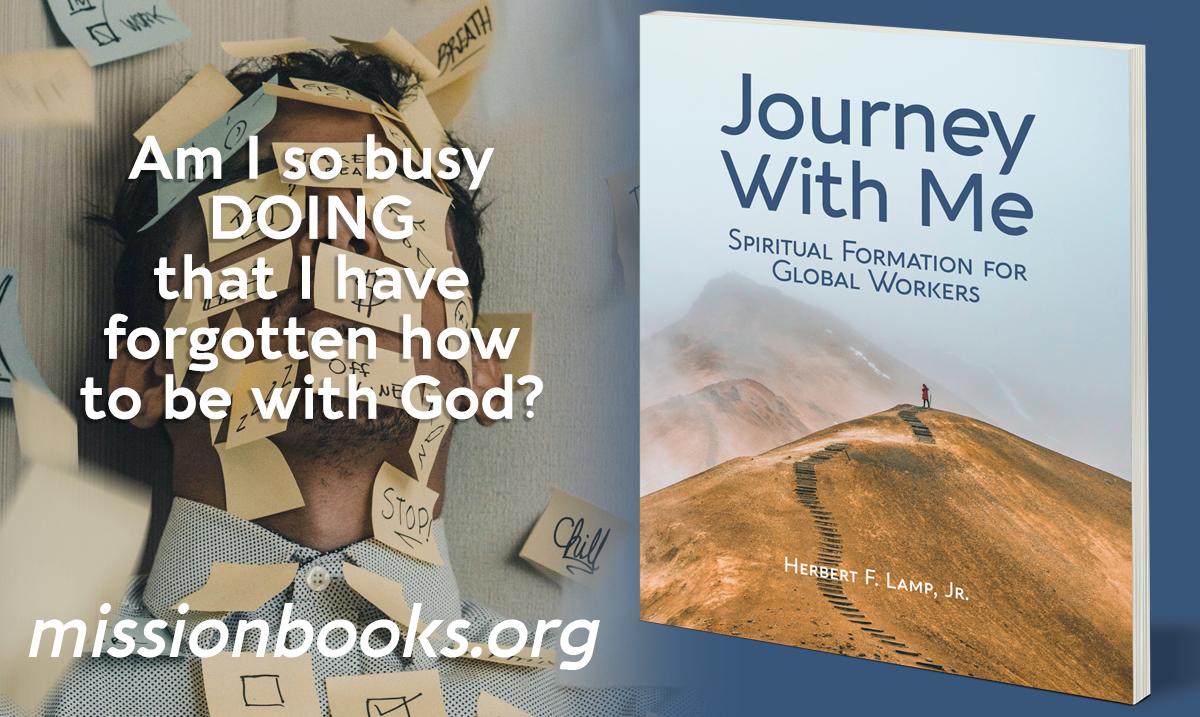 WORK
BREATH
Am I so busy
DOING
that I have
forgotten how
to be with God?
$
OFF
STOP!
Chill
missionbooks.org
Journey
With Me
Spiritual Formation for
Global Workers
Herbert F. Lamp, Jr.